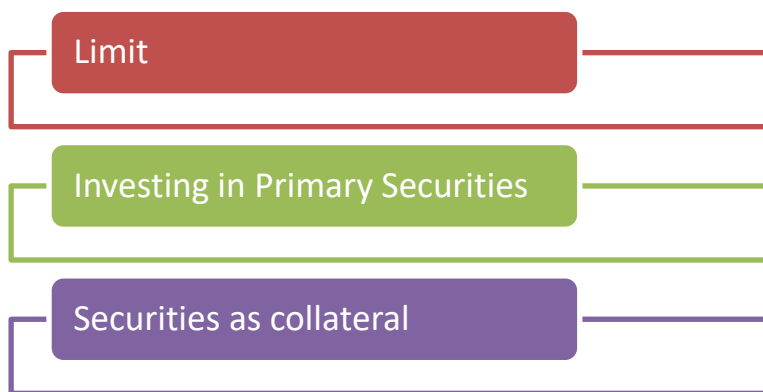 Limit
Investing in Primary Securities
Securities as collateral